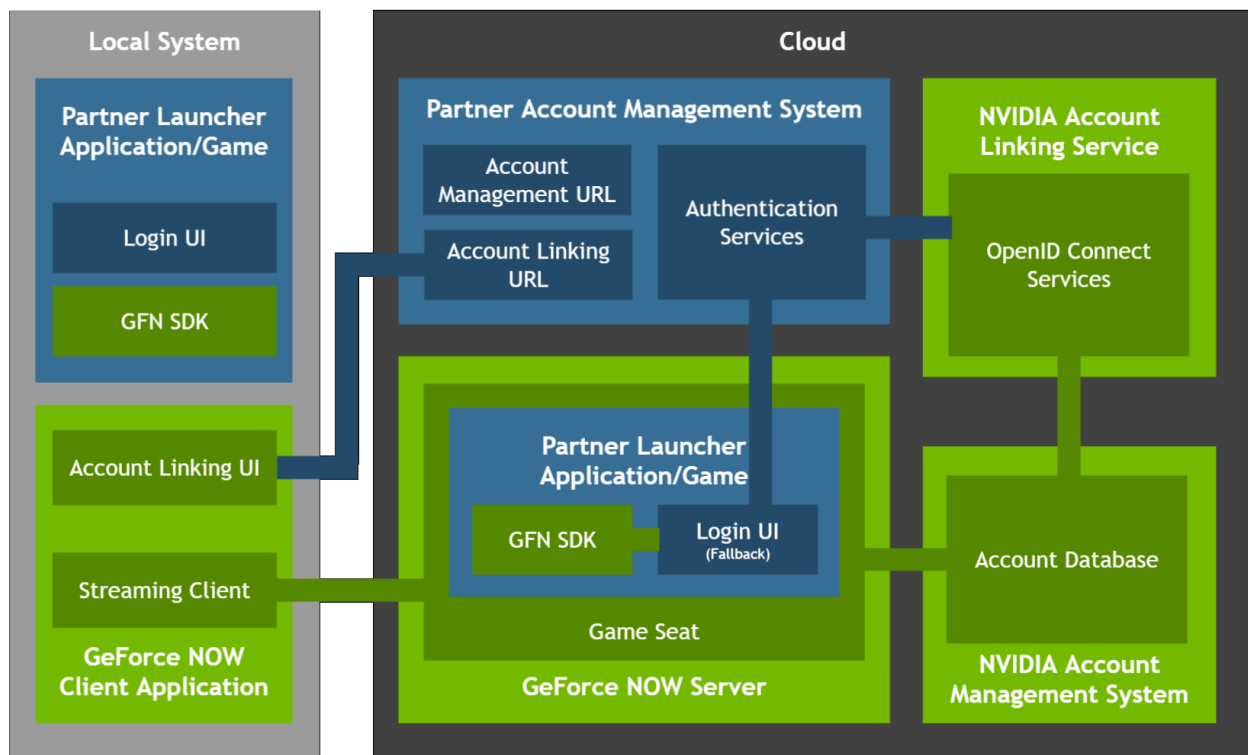 Local System
Partner Launcher
Application/Game
Login UI
GFN SDK
Account Linking UI
Streaming Client
GeForce NOW
Client Application
Cloud
Partner Account Management System
Account
Management URL
Account Linking
URL
Authentication
Services
NVIDIA Account
Linking Service
OpenID Connect
Services
Partner Launcher
Application/Game
GFN SDK
Login UI
(Fallback)
Game Seat
GeForce NOW Server
Account Database
NVIDIA Account
Management System